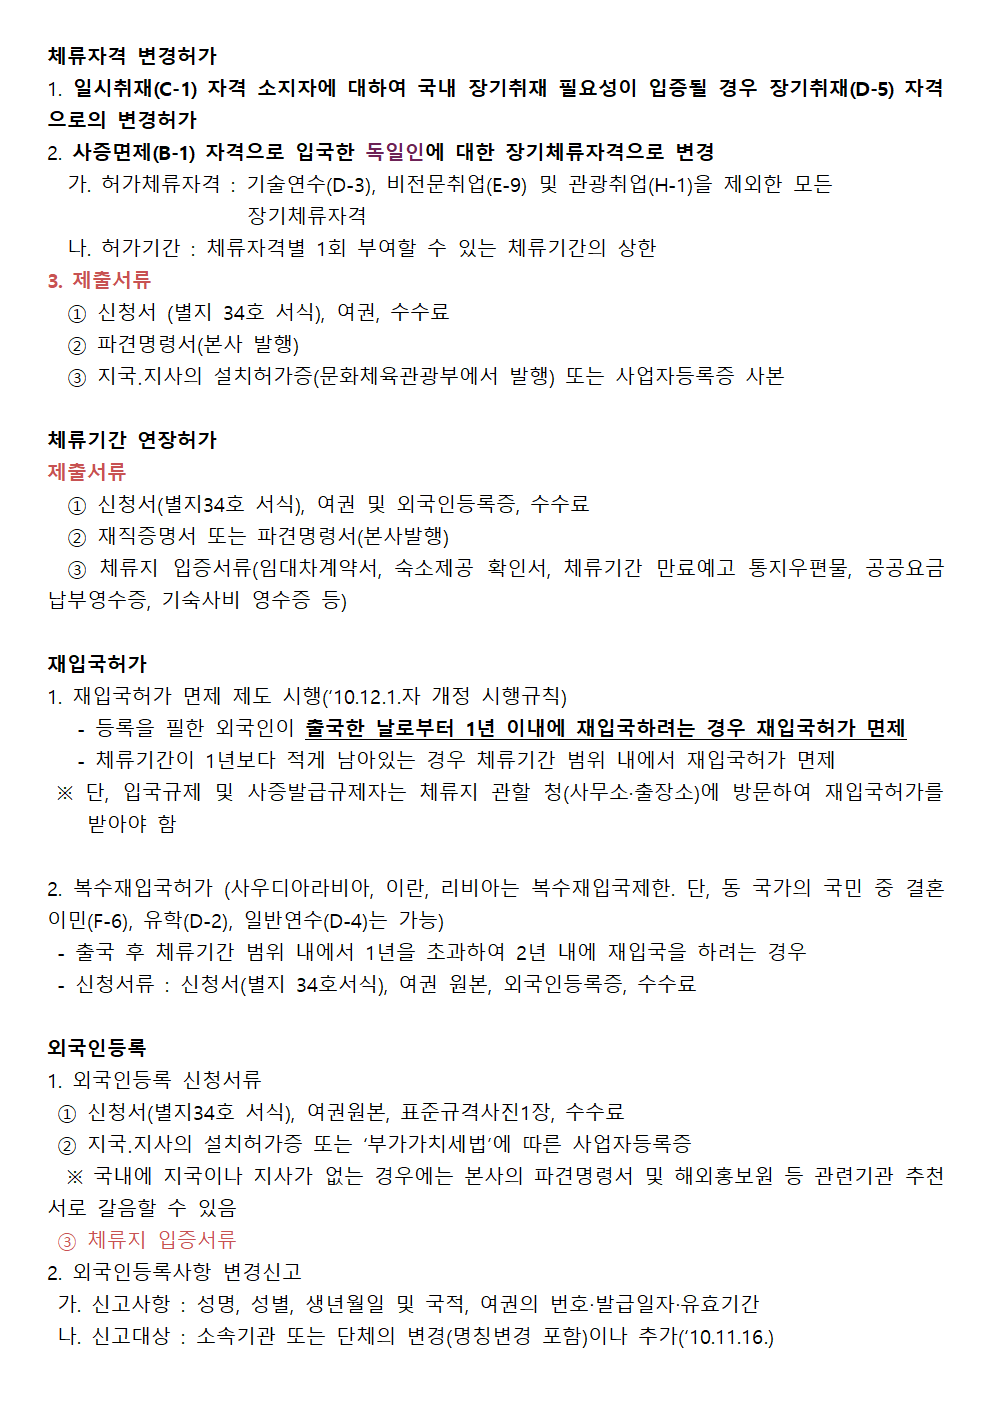 체류자격 변경허가
1. 일시취재(C-1) 자격 소지자에 대하여 국내 장기취재 필요성이 입증될 경우 장기취재(D-5) 자격
으로의 변경허가
2. 사증면제(B-1) 자격으로 입국한 독일인에 대한 장기체류자격으로 변경
가. 허가체류자격 : 기술연수(D-3), 비전문취업(E-9) 및 관광취업(H-1)을 제외한 모든
장기체류자격
나. 허가기간 : 체류자격별 1회 부여할 수 있는 체류기간의 상한
3. 제출서류
① 신청서 (별지 34호 서식), 여권, 수수료
② 파견명령서(본사 발행)
③ 지국.지사의 설치허가증(문화체육관광부에서 발행) 또는 사업자등록증 사본
체류기간 연장허가
제출서류
① 신청서(별지34호 서식), 여권 및 외국인등록증, 수수료
② 재직증명서 또는 파견명령서(본사발행)
③ 체류지 입증서류(임대차계약서, 숙소제공 확인서, 체류기간 만료예고 통지우편물, 공공요금
납부영수증, 기숙사비 영수증 등)
재입국허가
1. 재입국허가 면제 제도 시행('10.12.1.자 개정 시행규칙)
- 등록을 필한 외국인이 출국한 날로부터 1년 이내에 재입국하려는 경우 재입국허가 면제
- 체류기간이 1년보다 적게 남아있는 경우 체류기간 범위 내에서 재입국허가 면제
※ 단, 입국규제 및 사증발급규제자는 체류지 관할 청(사무소·출장소)에 방문하여 재입국허가를
받아야 함
2. 복수재입국허가 (사우디아라비아, 이란, 리비아는 복수재입국제한. 단, 동 국가의 국민 중 결혼
이민(F-6), 유학(D-2), 일반연수(D-4)는 가능)
- 출국 후 체류기간 범위 내에서 1년을 초과하여 2년 내에 재입국을 하려는 경우
- 신청서류 : 신청서(별지 34호서식), 여권 원본, 외국인등록증, 수수료
외국인등록
1. 외국인등록 신청서류
① 신청서(별지34호 서식), 여권원본, 표준규격사진1장, 수수료
② 지국.지사의 설치허가증 또는 '부가가치세법'에 따른 사업자등록증
※ 국내에 지국이나 지사가 없는 경우에는 본사의 파견명령서 및 해외홍보원 등 관련기관 추천
서로 갈음할 수 있음
③ 체류지 입증서류
2. 외국인등록사항 변경신고
가. 신고사항 : 성명, 성별, 생년월일 및 국적, 여권의 번호·발급일자·유효기간
나. 신고대상 : 소속기관 또는 단체의 변경(명칭변경 포함)이나 추가('10.11.16.)